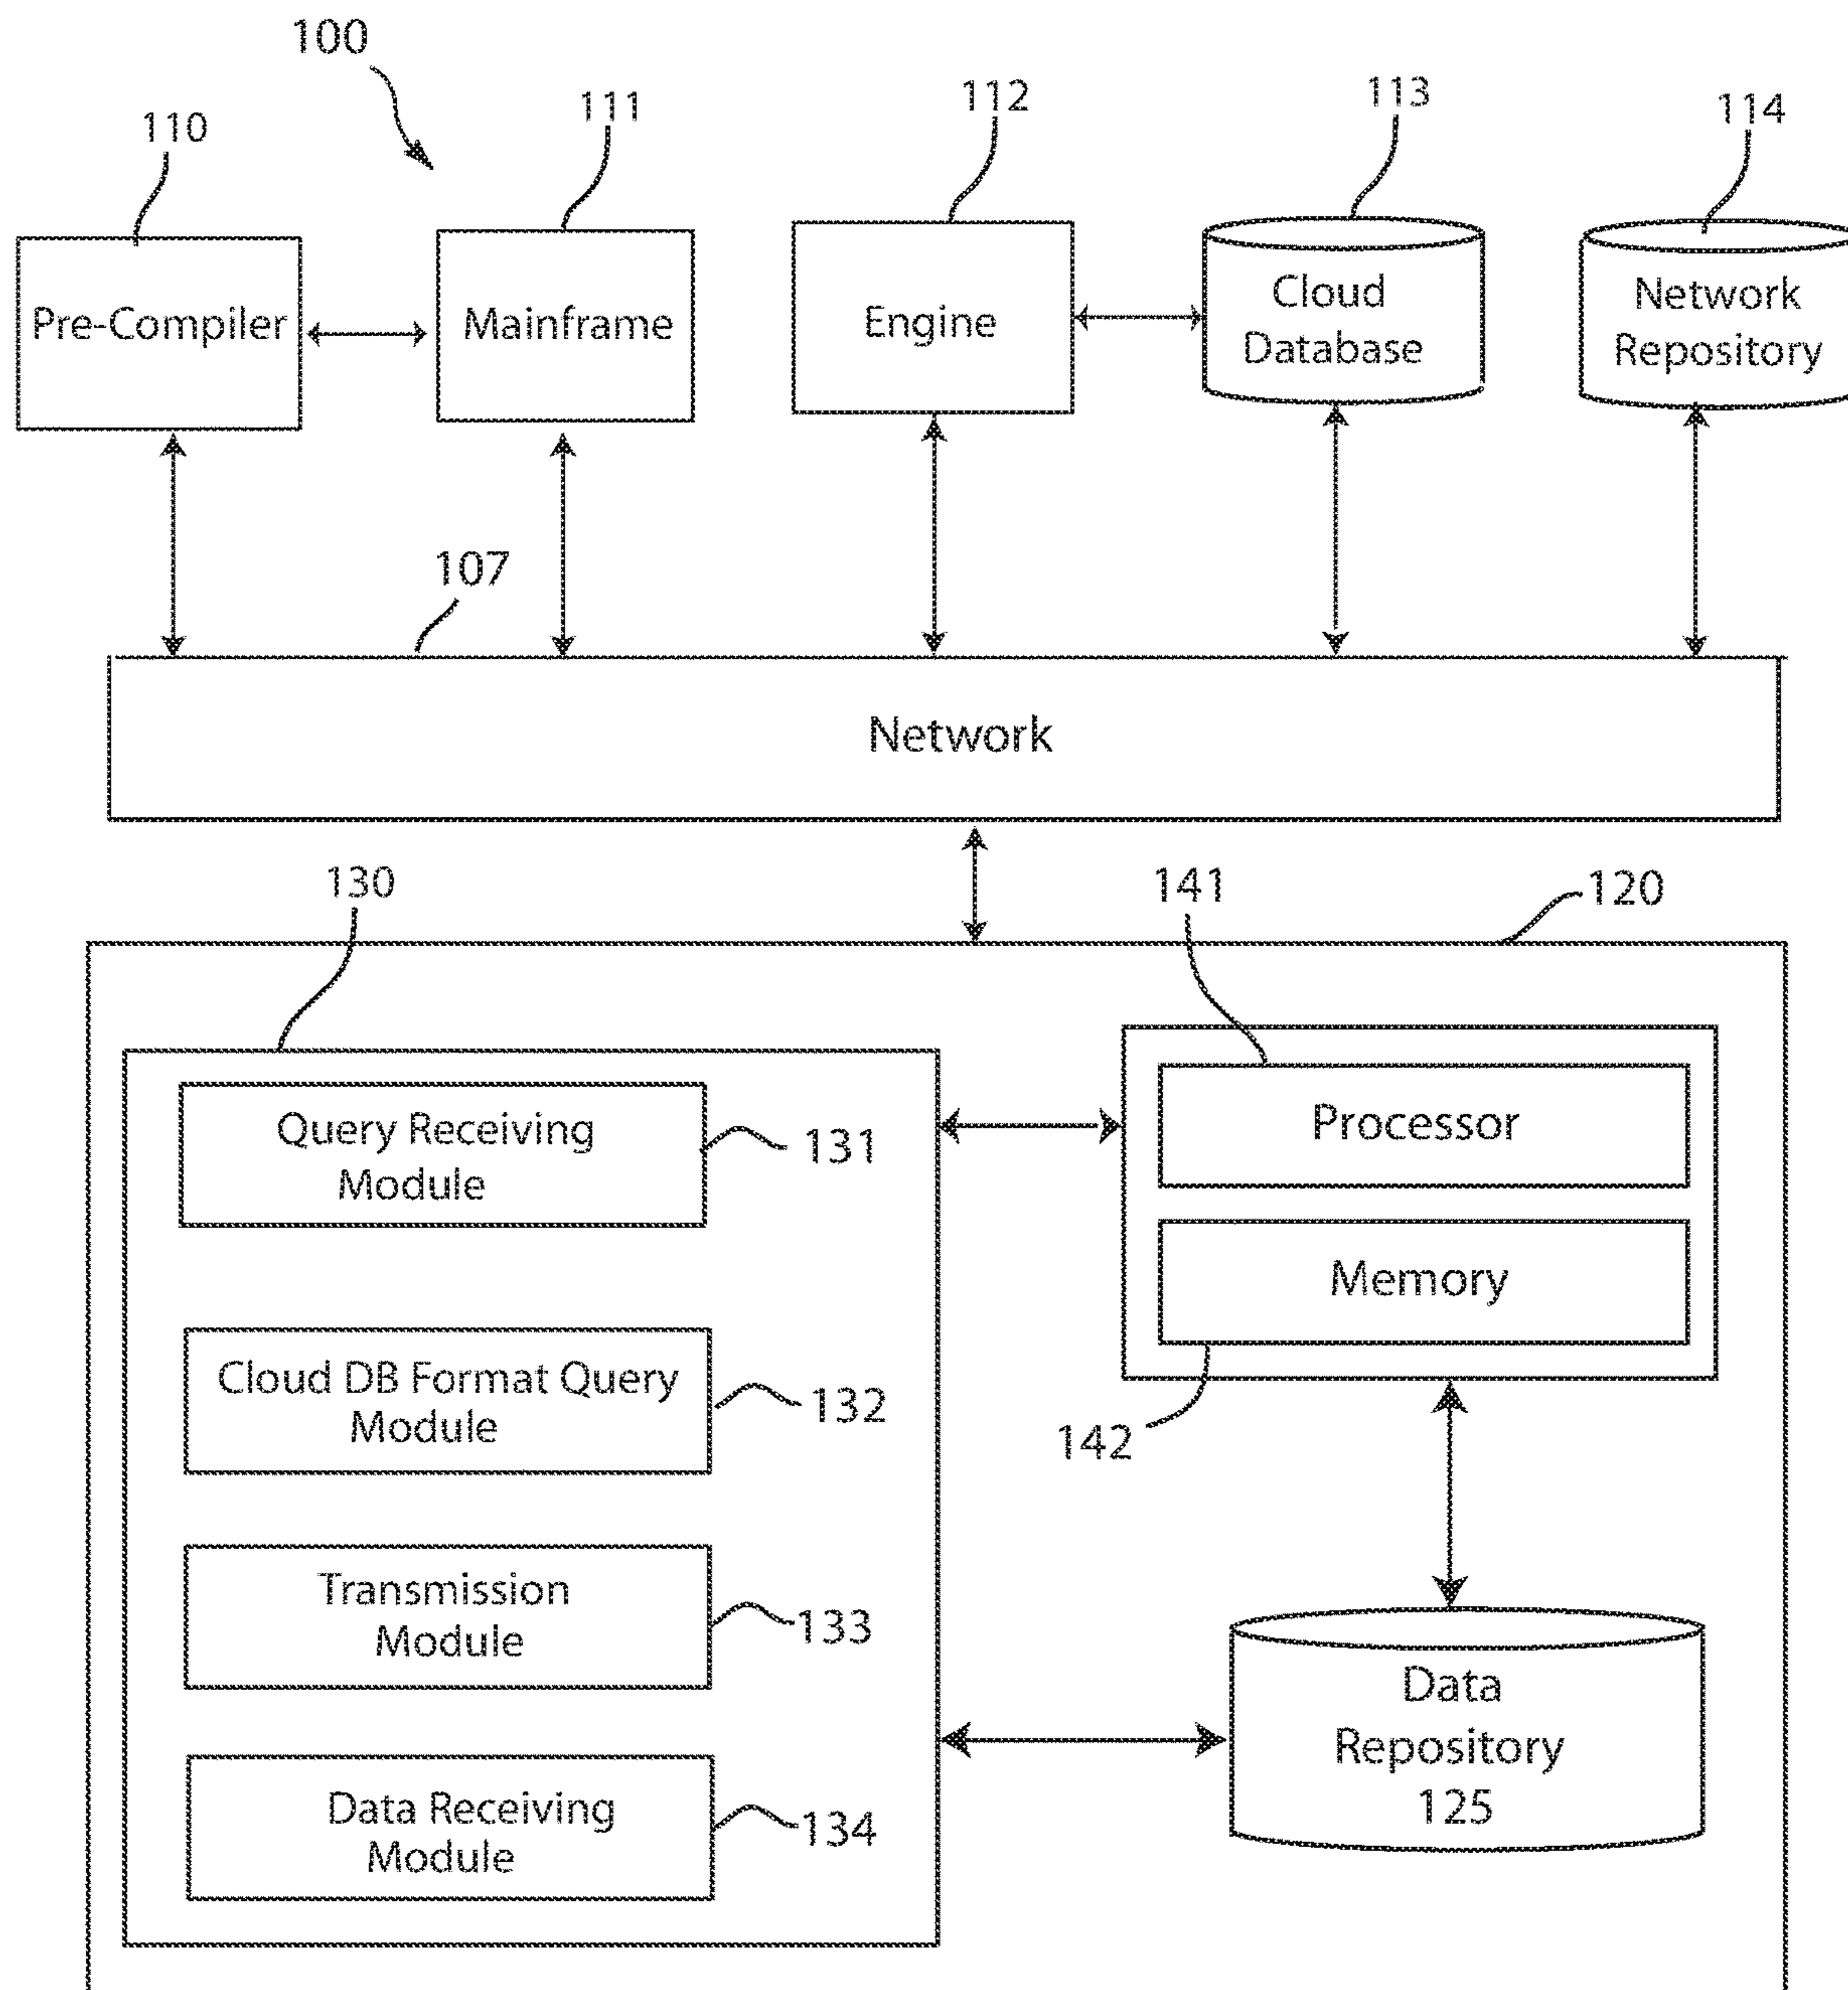 100
110
111
112
113
114
Pre-Compiler
Mainframe
Engine
Cloud
Database
Network
Repository
107
Network
130
141
120
Query Receiving
Module
131
Processor
Memory
Cloud DB Format Query
Module
132
142
Transmission
Module
133
Data
Repository
125
Data Receiving
Module
134